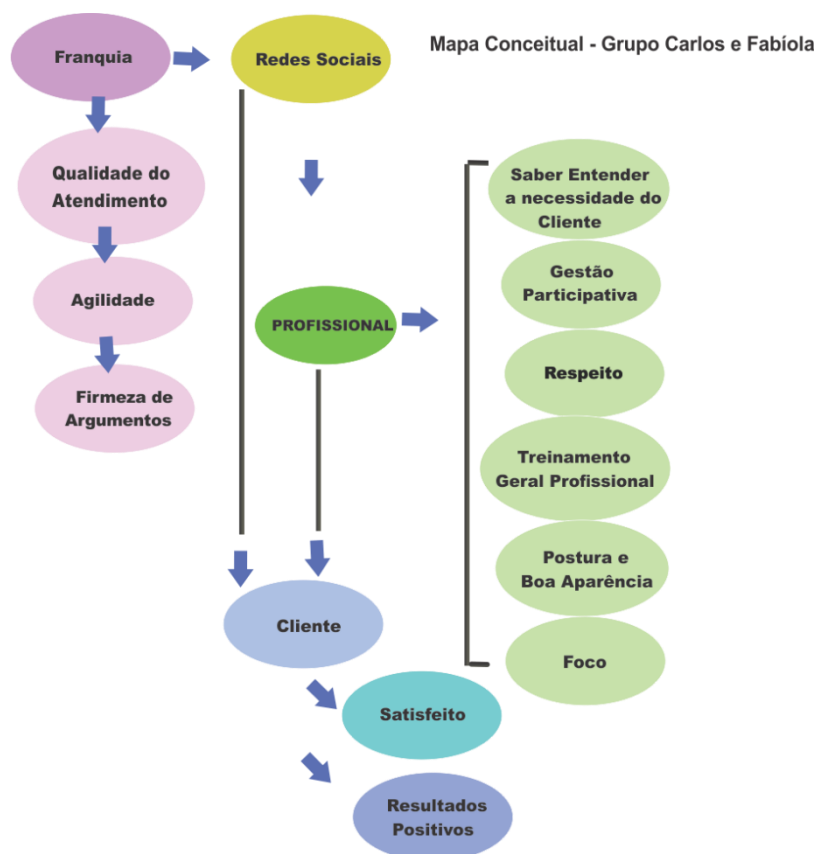 Mapa Conceitual - Grupo Carlos e Fabíola
Franquia
Redes Sociais
Qualidade do
Atendimento
Agilidade
Firmeza de
Argumentos
PROFISSIONAL
Saber Entender
a necessidade do
Cliente
Gestão
Participativa
Respeito
Treinamento
Geral Profissional
Postura e
Boa Aparência
Foco
Cliente
Satisfeito
Resultados
Positivos